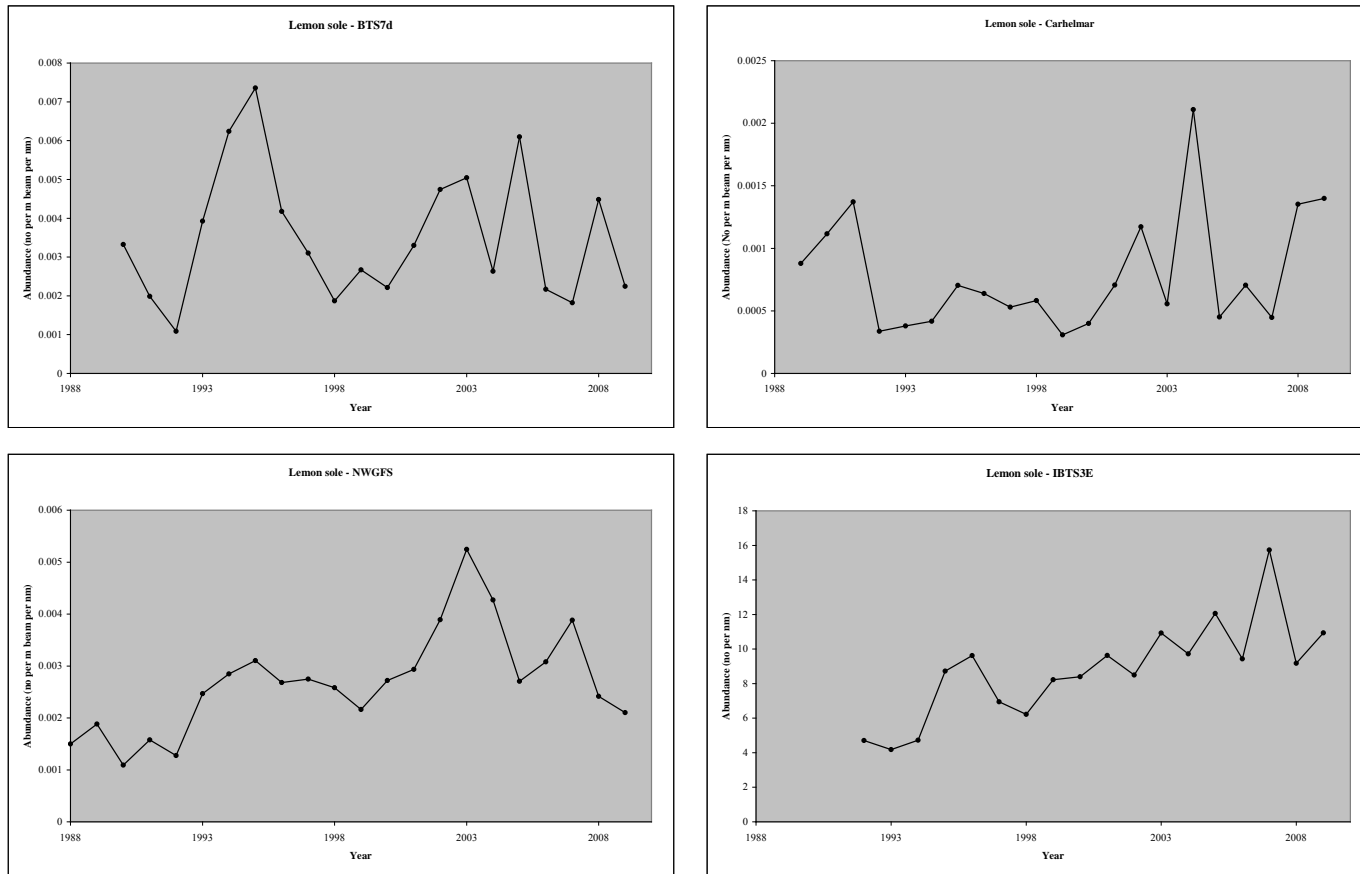 Lemon sole - BTS7d
0.008
0.007
0.006
0.005
0.004
0.003
0.002
0.001
0
Abundance (no per m beam per nm)
1988 1993 1998 2003 2008
Year
Lemon sole - Carhelmar
0.0025
0.002
0.0015
0.001
0.0005
0
Abundance (No per m beam per nm)
1988 1993 1998 2003 2008
Year
Lemon sole - NWGFS
0.006
0.005
0.004
0.003
0.002
0.001
0
Abundance (no per m beam per nm)
1988 1993 1998 2003 2008
Year
Lemon sole - IBTS3E
18
16
14
12
10
8
6
4
2
0
Abundance (no per nm)
1988 1993 1998 2003 2008
Year